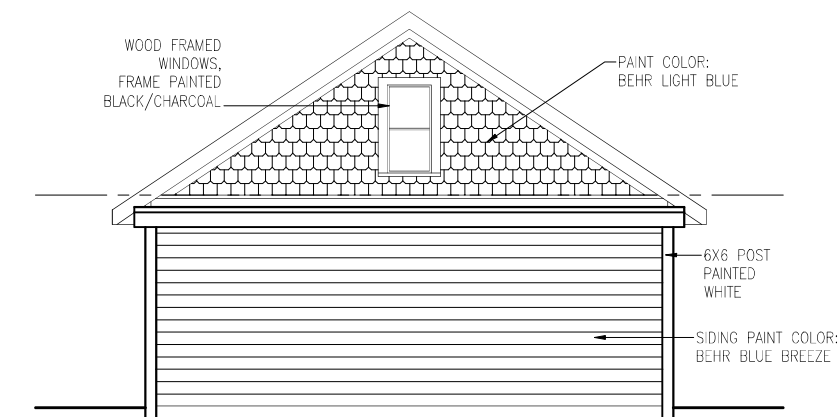 WOOD FRAMED
WINDOWS,
FRAME PAINTED
BLACK/CHARCOAL
PAINT COLOR:
BEHR LIGHT BLUE
6X6 POST
PAINTED
WHITE
SIDING PAINT COLOR:
BEHR BLUE BREEZE